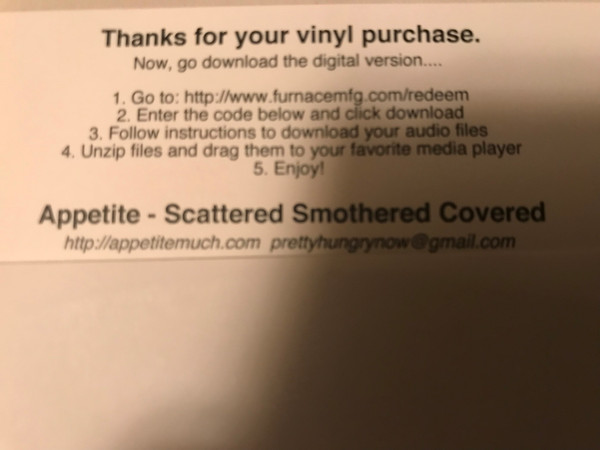 Thanks for your vinyl purchase.
Now, go download the digital version....
1. Go to: http://www.furnacemfg.com/redeem
2. Enter the code below and click download
3. Follow instructions to download your audio files
4. Unzip files and drag them to your favorite media player
5. Enjoy!
Appetite - Scattered Smothered Covered
http://appetitemuch.com prettyhungrynow@gmail.com